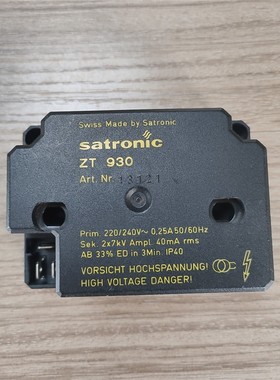 Swiss Made by Satronic
satronic
ZT 930
Art. Nr. 13121
Prim. 220/240V~ 0,25A 50/60Hz
Sek. 2x7kV Ampl. 40mA rms
AB 33% ED in 3Min. IP40
VORSICHT HOCHSPANNUNG!
HIGH VOLTAGE DANGER!